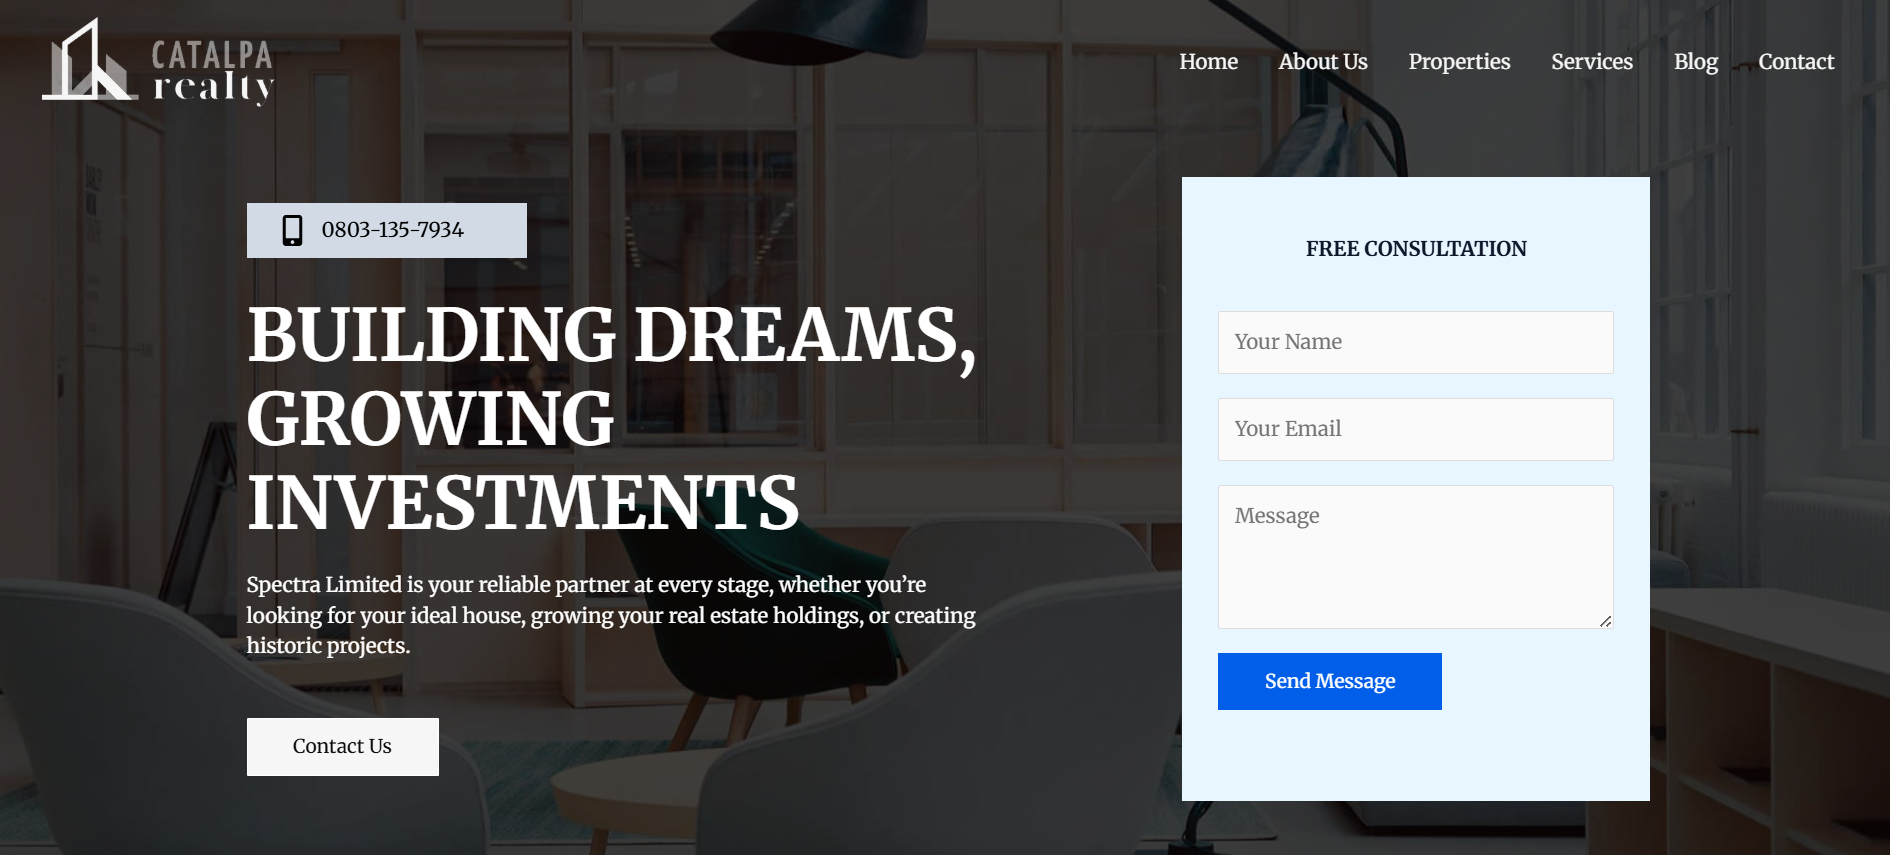 CATALPA
realty
Home
About Us
Properties
Services
Blog
Contact
0803-135-7934
BUILDING DREAMS,
GROWING
INVESTMENTS
Spectra Limited is your reliable partner at every stage, whether you’re
looking for your ideal house, growing your real estate holdings, or creating
historic projects.
Contact Us
FREE CONSULTATION
Your Name
Your Email
Message
Send Message